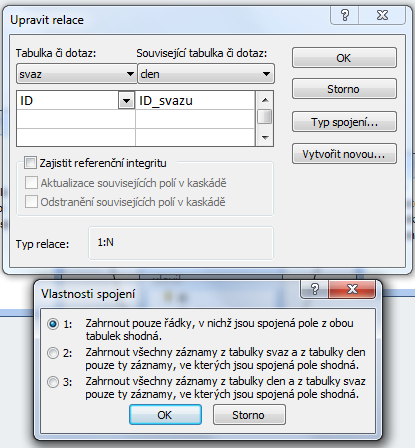 Upravit relace
Tabulka či dotaz:
Související tabulka či dotaz:
svaz
clen
ID
ID_svazu
OK
Storno
Typ spojení...
Vytvořit novou...
Zajistit referenční integritu
Aktualizace souvisejících polí v kaskádě
Odstranění souvisejících polí v kaskádě
Typ relace:
1:N
Vlastnosti spojení
1: Zahrnout pouze řádky, v nichž jsou spojená pole z obou
tabulek shodná.
2: Zahrnout všechny záznamy z tabulky svaz a z tabulky clen
pouze ty záznamy, ve kterých jsou spojená pole shodná.
3: Zahrnout všechny záznamy z tabulky clen a z tabulky svaz
pouze ty záznamy, ve kterých jsou spojená pole shodná.
OK
Storno